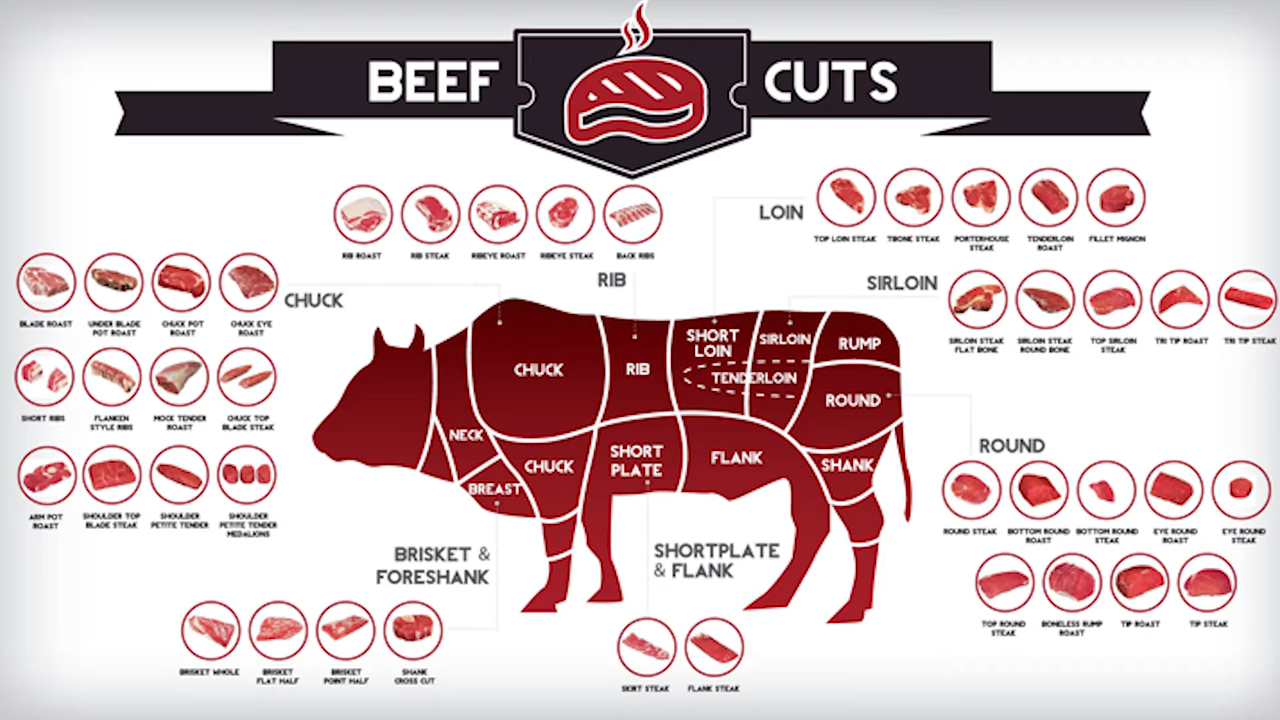 BEEF CUTS
RIB ROAST
RIB STEAK
RIBEYE ROAST
RIBEYE STEAK
BACK RIBS
RIB
LOIN
TOP LOIN STEAK
TBONE STEAK
PORTERHOUSE
STEAK
TENDERLOIN
ROAST
FILLET MIGNON
SIRLOIN
SIRLOIN STEAK
FLAT BONE
SIRLOIN STEAK
ROUND BONE
TOP SIRLOIN
STEAK
TRI TIP ROAST
TRI TIP STEAK
CHUCK
BLADE ROAST
UNDER BLADE
POT ROAST
CHUCK POT
ROAST
CHUCK EYE
ROAST
SHORT RIBS
FLANKEN
STYLE RIBS
MOCK TENDER
ROAST
CHUCK TOP
BLADE STEAK
ARM POT
ROAST
SHOULDER TOP
BLADE STEAK
SHOULDER
PETITE TENDER
SHOULDER
PETITE TENDER
MEDALIONS
CHUCK
RIB
SHORT
LOIN
SIRLOIN
RUMP
TENDERLOIN
ROUND
NECK
BREAST
CHUCK
SHORT
PLATE
FLANK
SHANK
ROUND
ROUND STEAK
BOTTOM ROUND
ROAST
BOTTOM ROUND
STEAK
EYE ROUND
ROAST
EYE ROUND
STEAK
TOP ROUND
STEAK
BONELESS RUMP
ROAST
TIP ROAST
TIP STEAK
BRISKET &
FORESHANK
BRISKET WHOLE
BRISKET
FLAT HALF
BRISKET
POINT HALF
SHANK
CROSS CUT
SHORTPLATE
& FLANK
SKIRT STEAK
FLANK STEAK